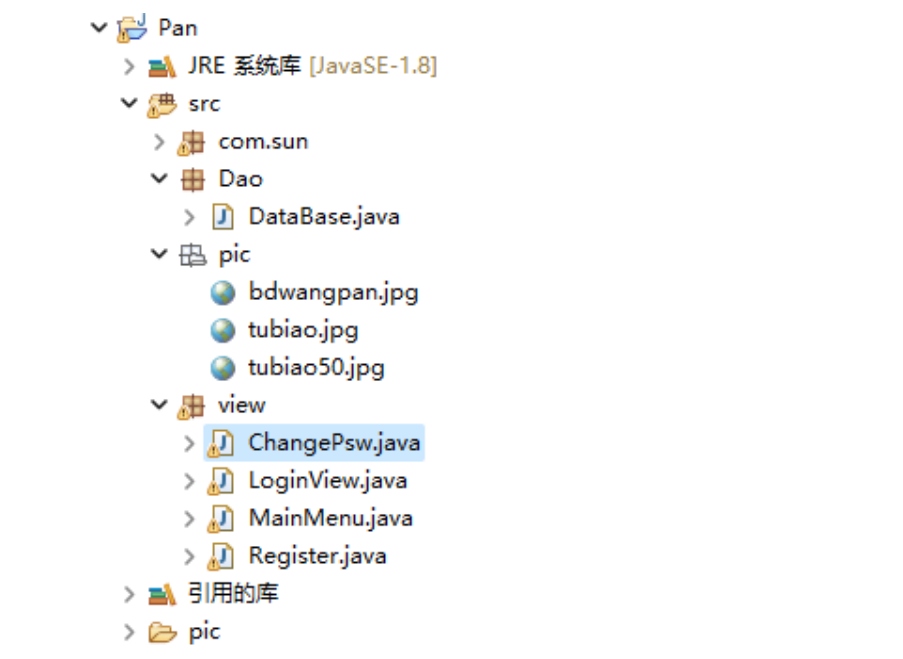 Pan
JRE 系统库 [JavaSE-1.8]
src
com.sun
Dao
DataBase.java
pic
bdwangpan.jpg
tubiao.jpg
tubiao50.jpg
view
ChangePsw.java
LoginView.java
MainMenu.java
Register.java
引用的库
pic